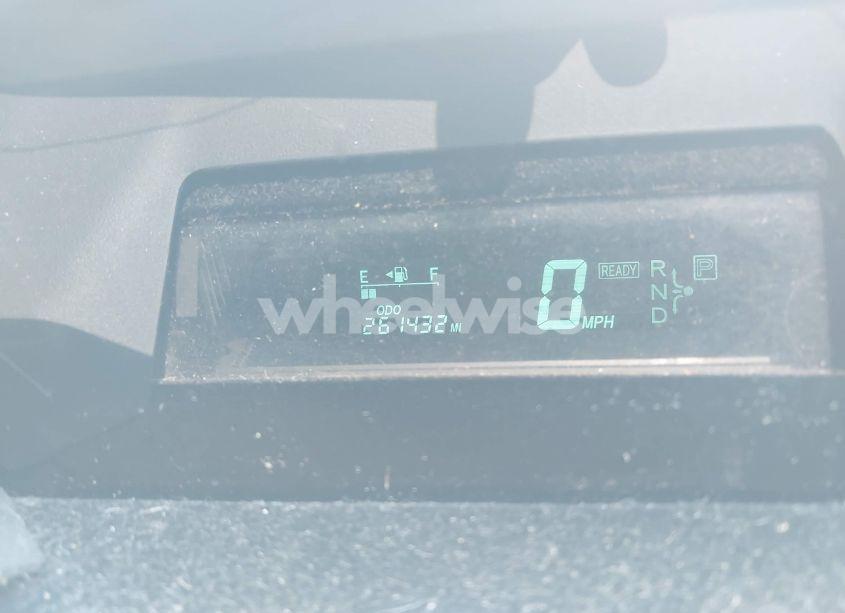 E F
ODO
261432 MI
0 MPH
READY
R
N
D
P
wheelwise